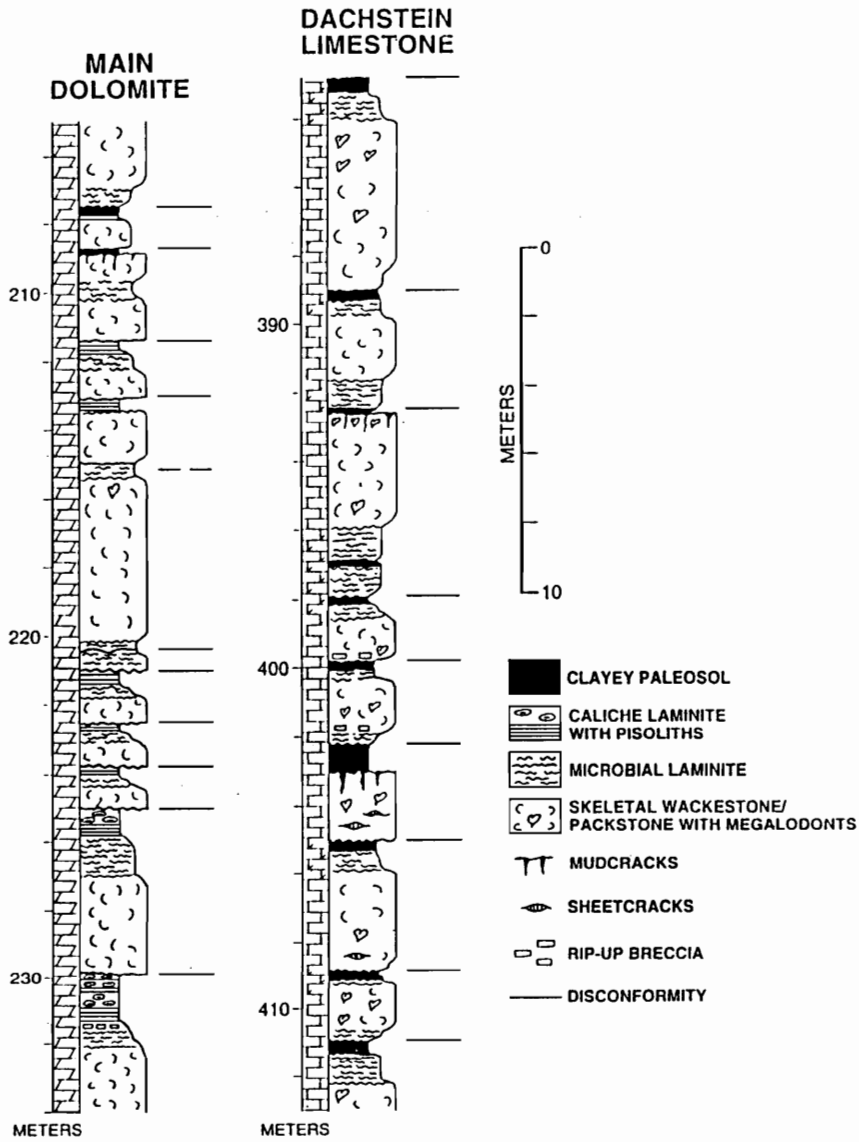 MAIN
DOLOMITE
210
220
230
METERS
DACHSTEIN
LIMESTONE
390
400
410
METERS
0
METERS
10
CLAYEY PALEOSOL
CALICHE LAMINITE
WITH PISOLITHS
MICROBIAL LAMINITE
SKELETAL WACKESTONE/
PACKSTONE WITH MEGALODONTS
MUDCRACKS
SHEETCRACKS
RIP-UP BRECCIA
DISCONFORMITY